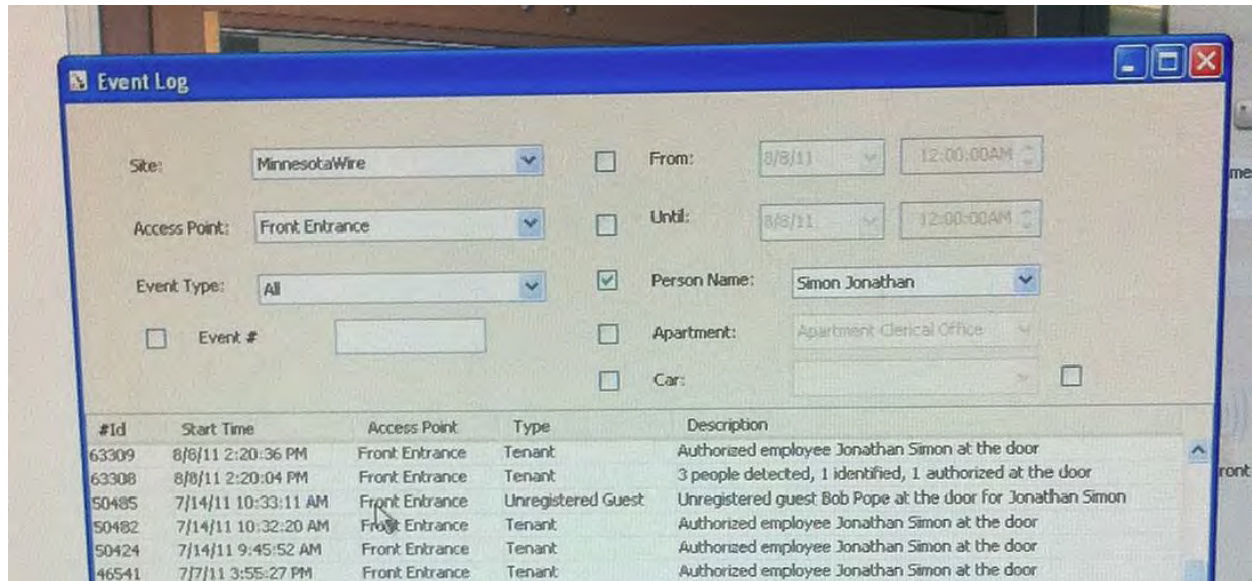 Event Log
Site: MinnesotaWire From: 8/8/11 12:00:00AM
me
Access Point: Front Entrance Until: 8/8/11 12:00:00AM
Event Type: All Person Name: Simon Jonathan
Event # Apartment: Apartment Clerical Office
Car:
#Id Start Time Access Point Type Description
63309 8/8/11 2:20:36 PM Front Entrance Tenant Authorized employee Jonathan Simon at the door
63308 8/8/11 2:20:04 PM Front Entrance Tenant 3 people detected, 1 identified, 1 authorized at the door
ront
50485 7/14/11 10:33:11 AM Front Entrance Unregistered Guest Unregistered guest Bob Pope at the door for Jonathan Simon
50482 7/14/11 10:32:20 AM Front Entrance Tenant Authorized employee Jonathan Simon at the door
50424 7/14/11 9:45:52 AM Front Entrance Tenant Authorized employee Jonathan Simon at the door
46541 7/7/11 3:55:27 PM Front Entrance Tenant Authorized employee Jonathan Simon at the door